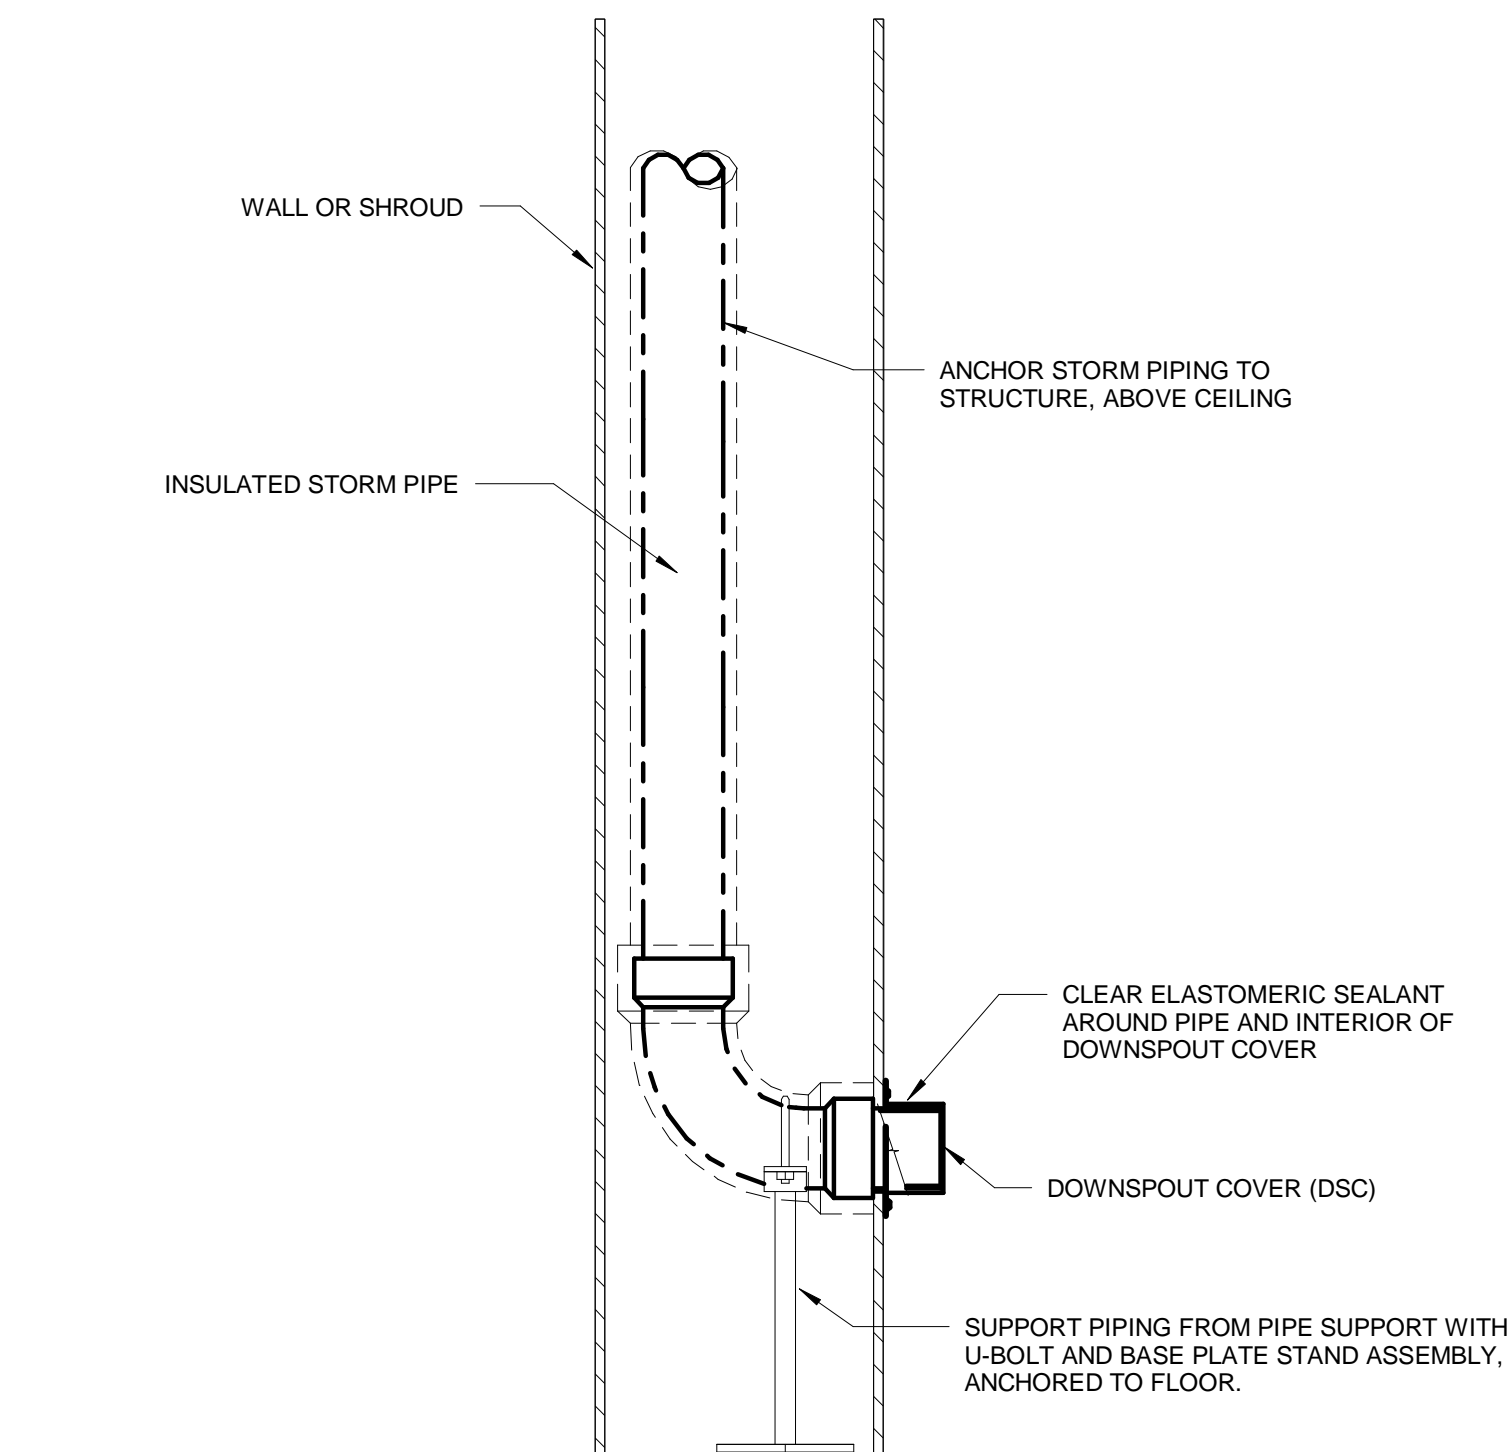 WALL OR SHROUD
ANCHOR STORM PIPING TO
STRUCTURE, ABOVE CEILING
INSULATED STORM PIPE
CLEAR ELASTOMERIC SEALANT
AROUND PIPE AND INTERIOR OF
DOWNSPOUT COVER
DOWNSPOUT COVER (DSC)
SUPPORT PIPING FROM PIPE SUPPORT WITH
U-BOLT AND BASE PLATE STAND ASSEMBLY,
ANCHORED TO FLOOR.